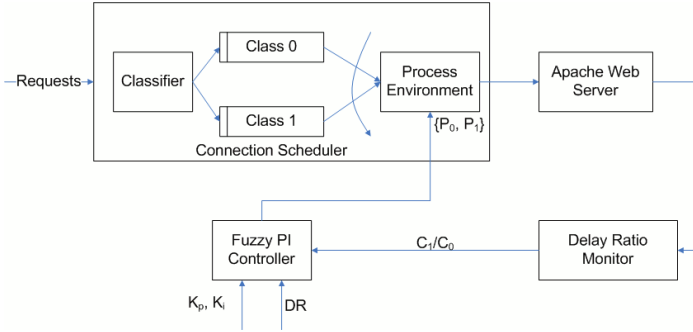 Requests
Classifier
Class 0
Class 1
Process
Environment
Apache Web
Server
{P₀, P₁}
Connection Scheduler
Fuzzy PI
Controller
C₁/C₀
Delay Ratio
Monitor
Kₚ, Kᵢ
DR